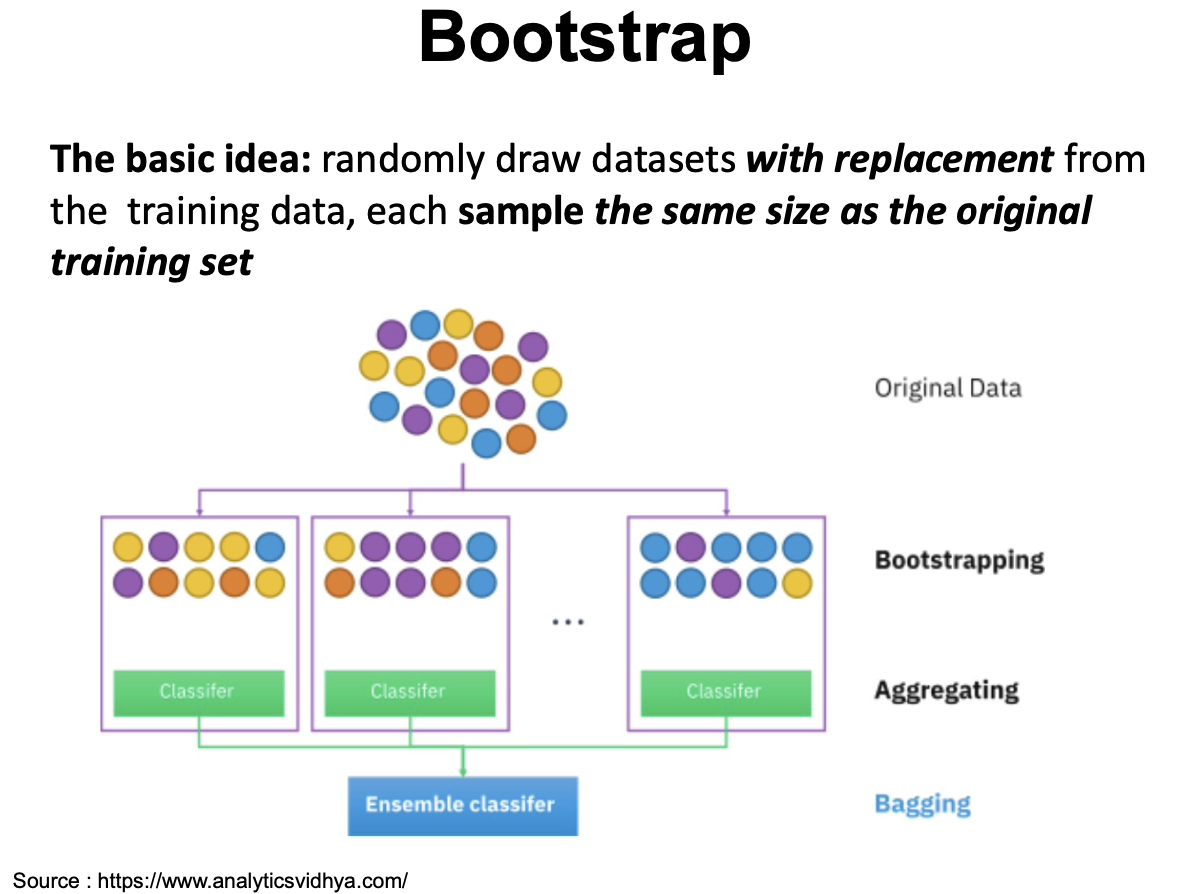 Bootstrap
The basic idea: randomly draw datasets with replacement from
the training data, each sample the same size as the original
training set
Original Data
Bootstrapping
...
Classifer
Classifer
Classifer
Aggregating
Ensemble classifer
Bagging
Source : https://www.analyticsvidhya.com/